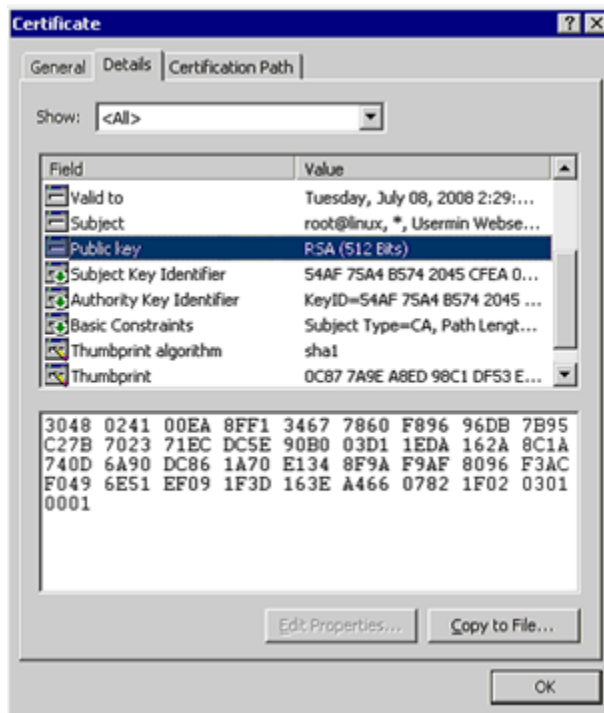 Certificate
General Details Certification Path
Show: <All>
Field Value
Valid to Tuesday, July 08, 2008 2:29:...
Subject root@linux, *, Usermin Webse...
Public key RSA (512 Bits)
Subject Key Identifier 54AF 75A4 B574 2045 CFEA 0...
Authority Key Identifier KeyID=54AF 75A4 B574 2045 ...
Basic Constraints Subject Type=CA, Path Lengt...
Thumbprint algorithm sha1
Thumbprint 0C87 7A9E A8ED 98C1 DF53 E...
3048 0241 00EA 8FF1 3467 7860 F896 96DB 7B95
C27B 7023 71EC DC5E 90B0 03D1 1EDA 162A 8C1A
740D 6A90 DC86 1A70 E134 8F9A F9AF 8096 F3AC
F049 6E51 EF09 1F3D 163E A466 0782 1F02 0301
0001
Edit Properties... Copy to File...
OK